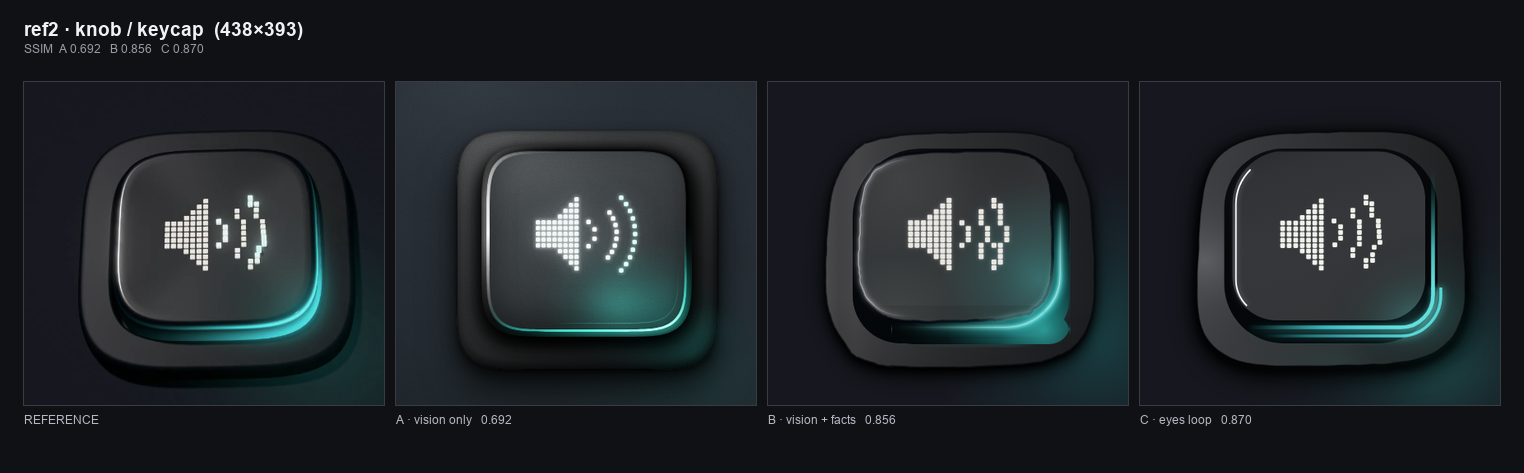 ref2 · knob / keycap (438×393)
SSIM A 0.692 B 0.856 C 0.870
REFERENCE
A · vision only 0.692
B · vision + facts 0.856
C · eyes loop 0.870